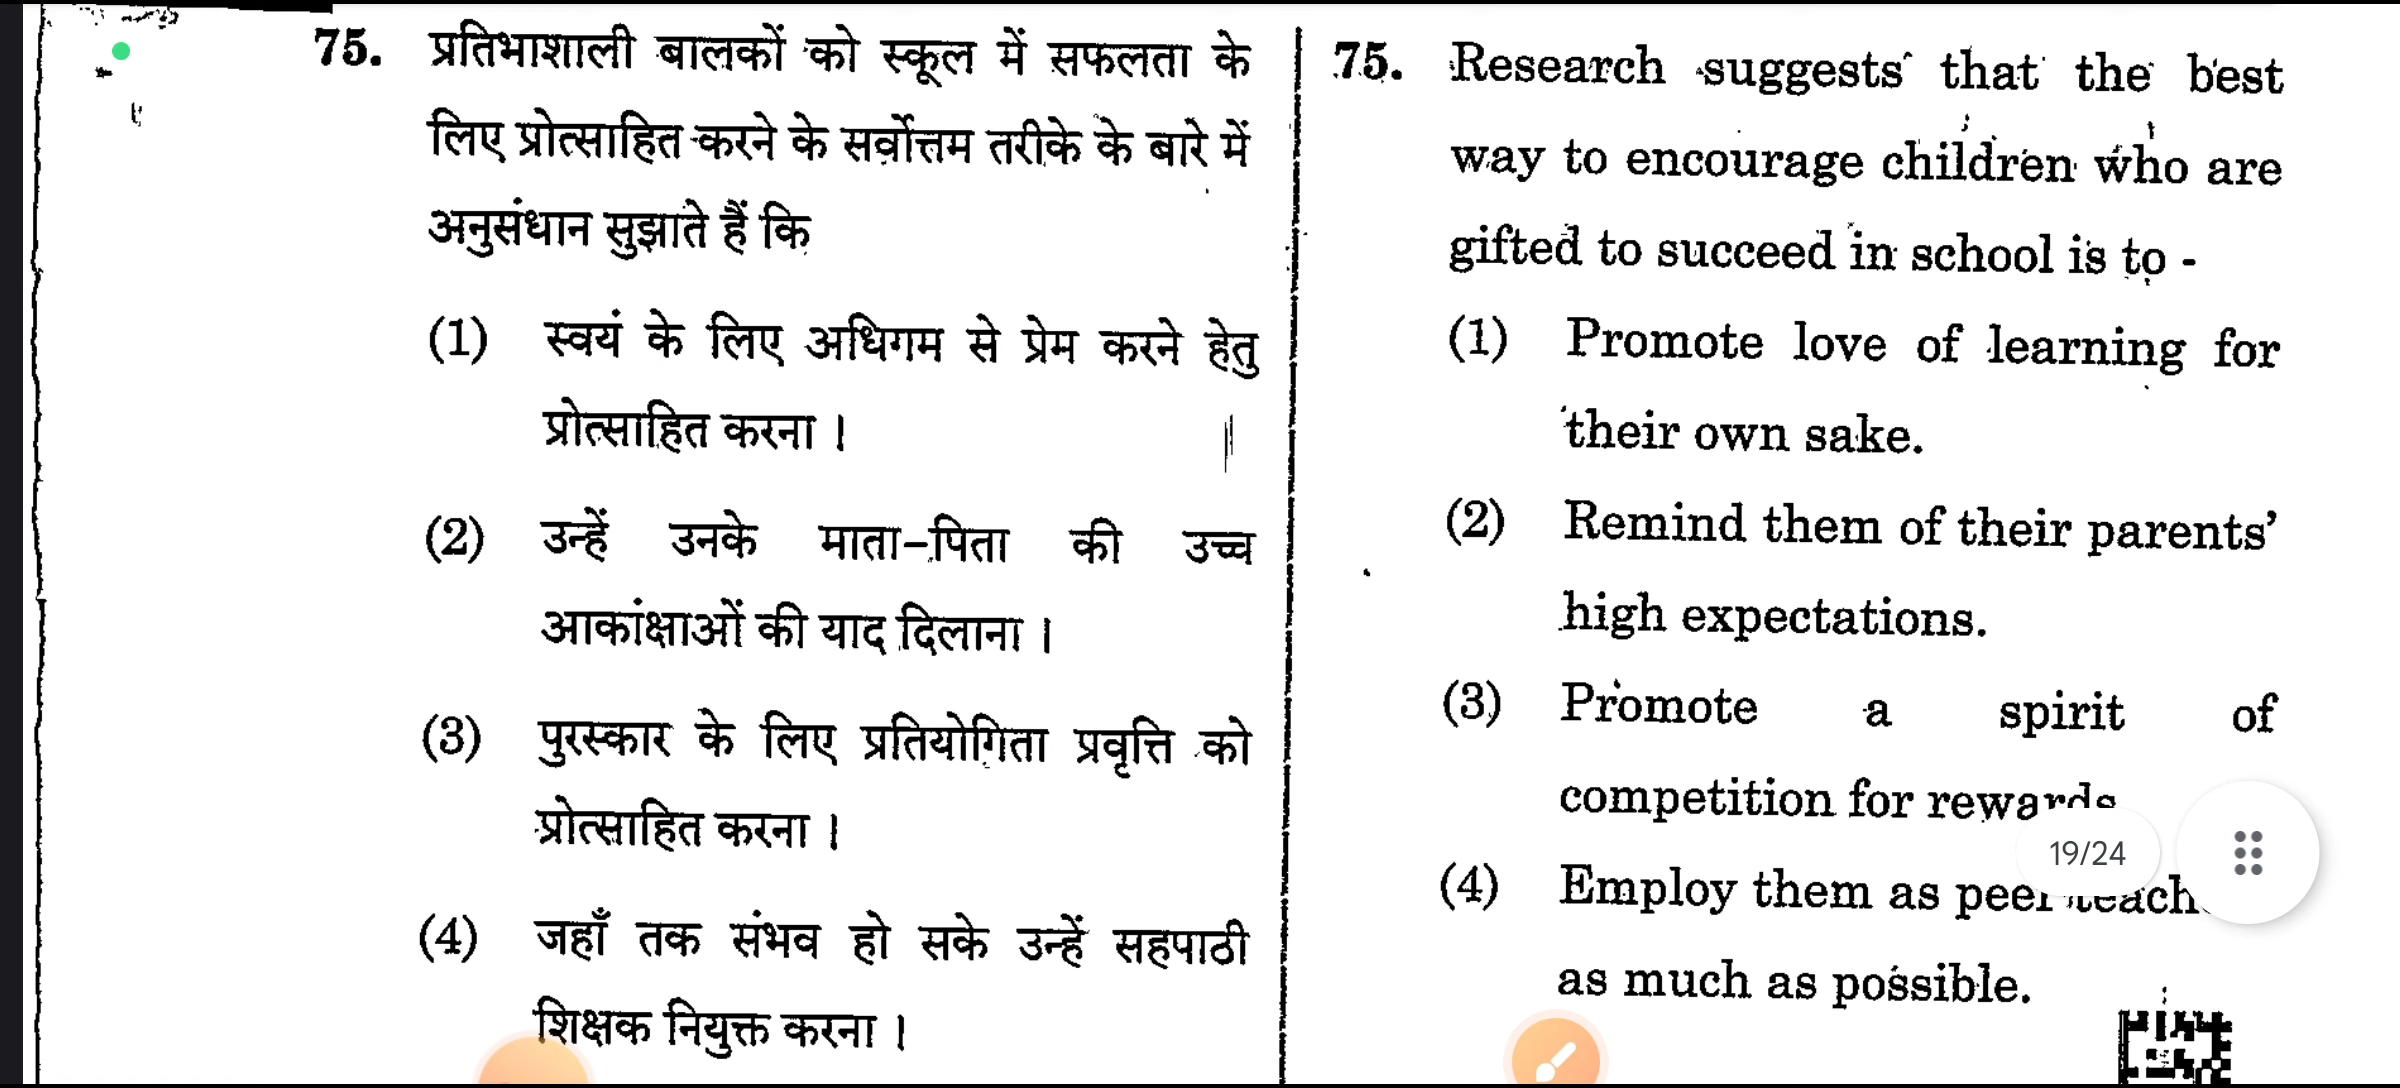 75. प्रतिभाशाली बालकों को स्कूल में सफलता के
लिए प्रोत्साहित करने के सर्वोत्तम तरीके के बारे में
अनुसंधान सुझाते हैं कि
(1) स्वयं के लिए अधिगम से प्रेम करने हेतु
प्रोत्साहित करना ।
(2) उन्हें उनके माता-पिता की उच्च
आकांक्षाओं की याद दिलाना ।
(3) पुरस्कार के लिए प्रतियोगिता प्रवृत्ति को
प्रोत्साहित करना ।
(4) जहाँ तक संभव हो सके उन्हें सहपाठी
शिक्षक नियुक्त करना ।
75. Research suggests that the best
way to encourage children who are
gifted to succeed in school is to -
(1) Promote love of learning for
their own sake.
(2) Remind them of their parents'
high expectations.
(3) Promote a spirit of
competition for rewards
(4) Employ them as peer
as much as possible.
19/24